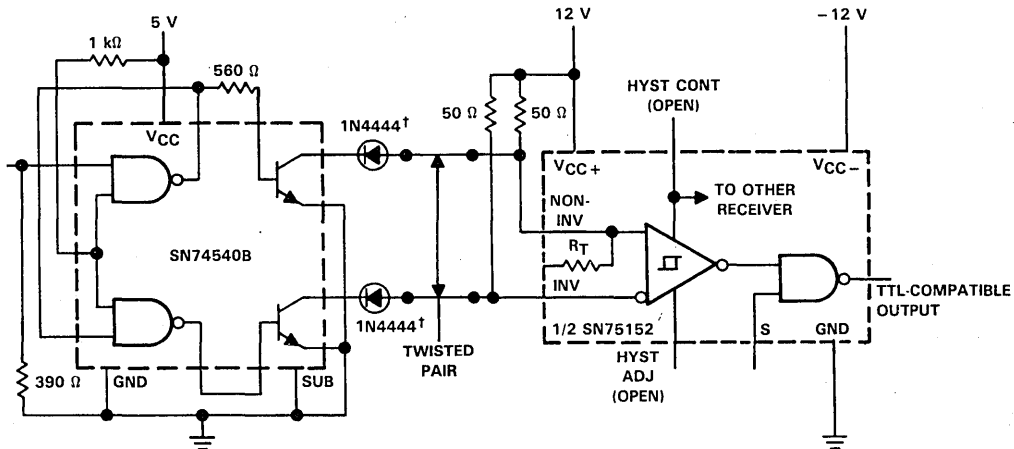 5 V
12 V
−12 V
1 kΩ
560 Ω
50 Ω
50 Ω
HYST CONT
(OPEN)
1N4444†
VCC
VCC+
VCC−
TO OTHER
RECEIVER
NON-
INV
RT
INV
SN74540B
1N4444†
TWISTED
PAIR
1/2 SN75152
S
GND
TTL-COMPATIBLE
OUTPUT
HYST
ADJ
(OPEN)
390 Ω
GND
SUB